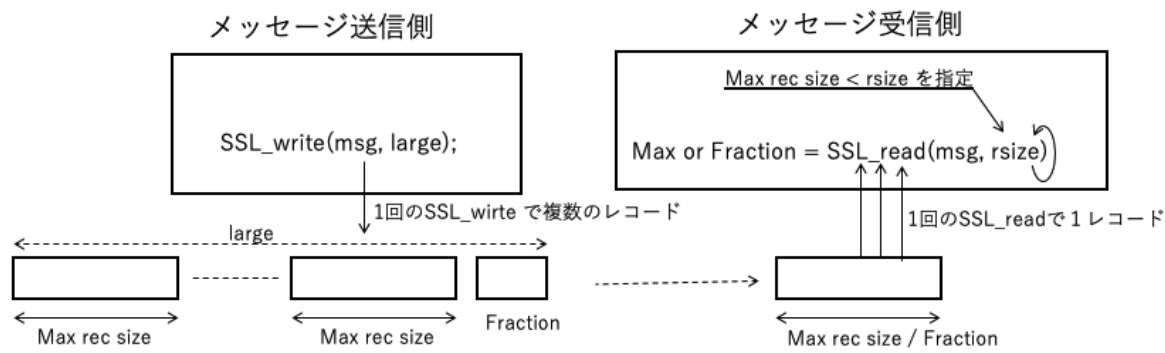 メッセージ送信側
メッセージ受信側
Max rec size < rsize を指定
SSL_write(msg, large);
Max or Fraction = SSL_read(msg, rsize)
1回のSSL_wirte で複数のレコード
1回のSSL_readで 1 レコード
large
Max rec size
Max rec size
Fraction
Max rec size / Fraction